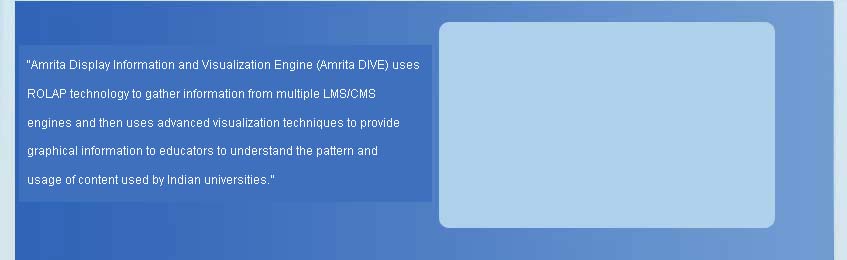 "Amrita Display Information and Visualization Engine (Amrita DIVE) uses
ROLAP technology to gather information from multiple LMS/CMS
engines and then uses advanced visualization techniques to provide
graphical information to educators to understand the pattern and
usage of content used by Indian universities."